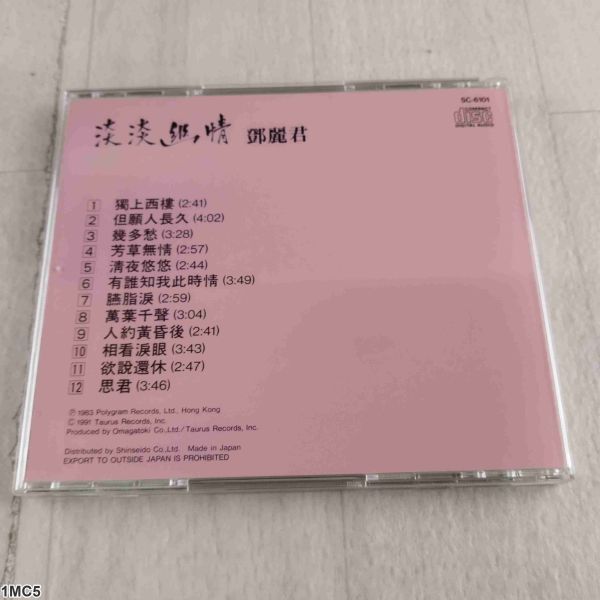 SC-6101
COMPACT
disc
DIGITAL AUDIO
淡淡幽情 鄧麗君
1 獨上西樓 (2:41)
2 但願人長久 (4:02)
3 幾多愁 (3:28)
4 芳草無情 (2:57)
5 清夜悠悠 (2:44)
6 有誰知我此時情 (3:49)
7 臙脂淚 (2:59)
8 萬葉千聲 (3:04)
9 人約黃昏後 (2:41)
10 相看淚眼 (3:43)
11 欲說還休 (2:47)
12 思君 (3:46)
Ⓟ 1983 Polygram Records, Ltd., Hong Kong
© 1991 Taurus Records, Inc.
Produced by Omagatoki Co.,Ltd./Taurus Records, Inc.
Distributed by Shinseido Co.,Ltd. Made in Japan
EXPORT TO OUTSIDE JAPAN IS PROHIBITED
1MC5